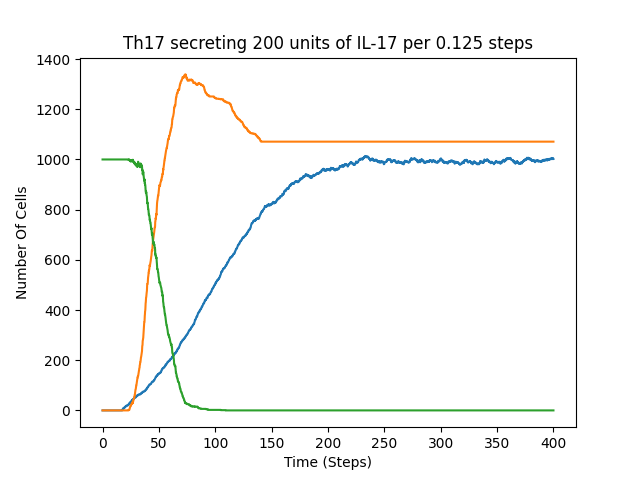 Th17 secreting 200 units of IL-17 per 0.125 steps
1400
1200
1000
800
600
400
200
0
Number Of Cells
0 50 100 150 200 250 300 350 400
Time (Steps)